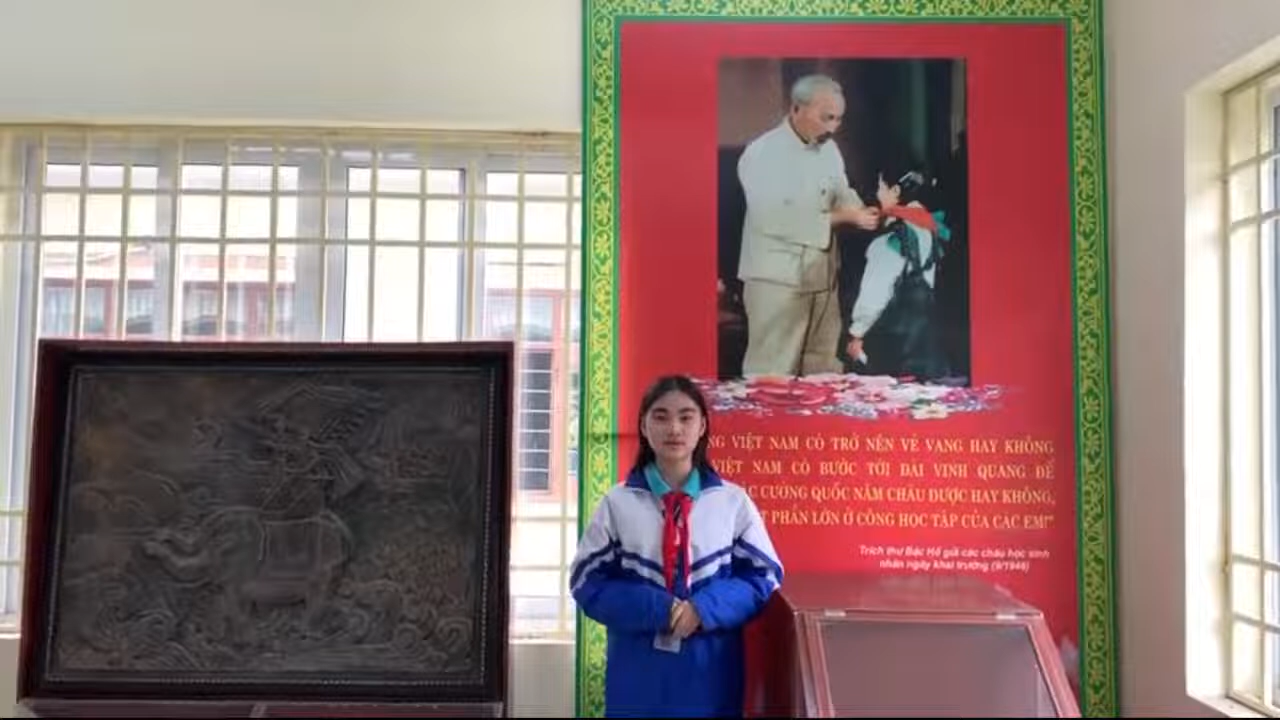 NG VIỆT NAM CÓ TRỞ NÊN VẺ VANG HAY KHÔNG
VIỆT NAM CÓ BƯỚC TỚI ĐÀI VINH QUANG ĐỂ
ÁC CƯỜNG QUỐC NĂM CHÂU ĐƯỢC HAY KHÔNG,
T PHẦN LỚN Ở CÔNG HỌC TẬP CỦA CÁC EM!"
Trích thư Bác Hồ gửi các cháu học sinh
nhân ngày khai trường (9/1946)